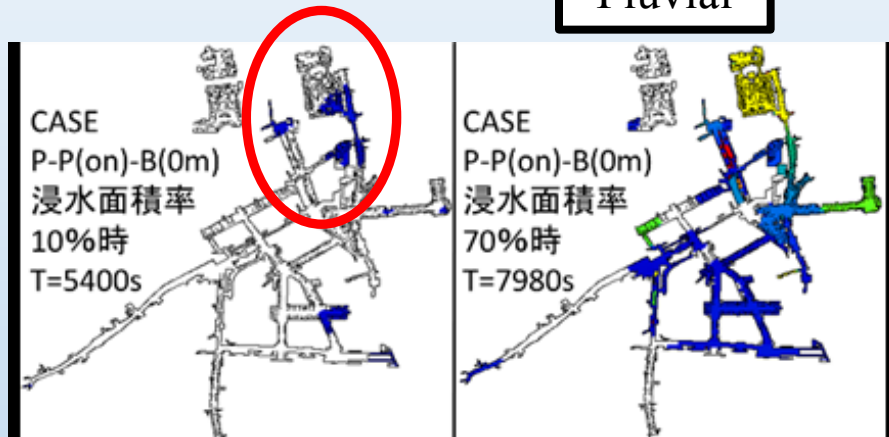 Pluvial
CASE
P-P(on)-B(0m)
浸水面積率
10%時
T=5400s
CASE
P-P(on)-B(0m)
浸水面積率
70%時
T=7980s